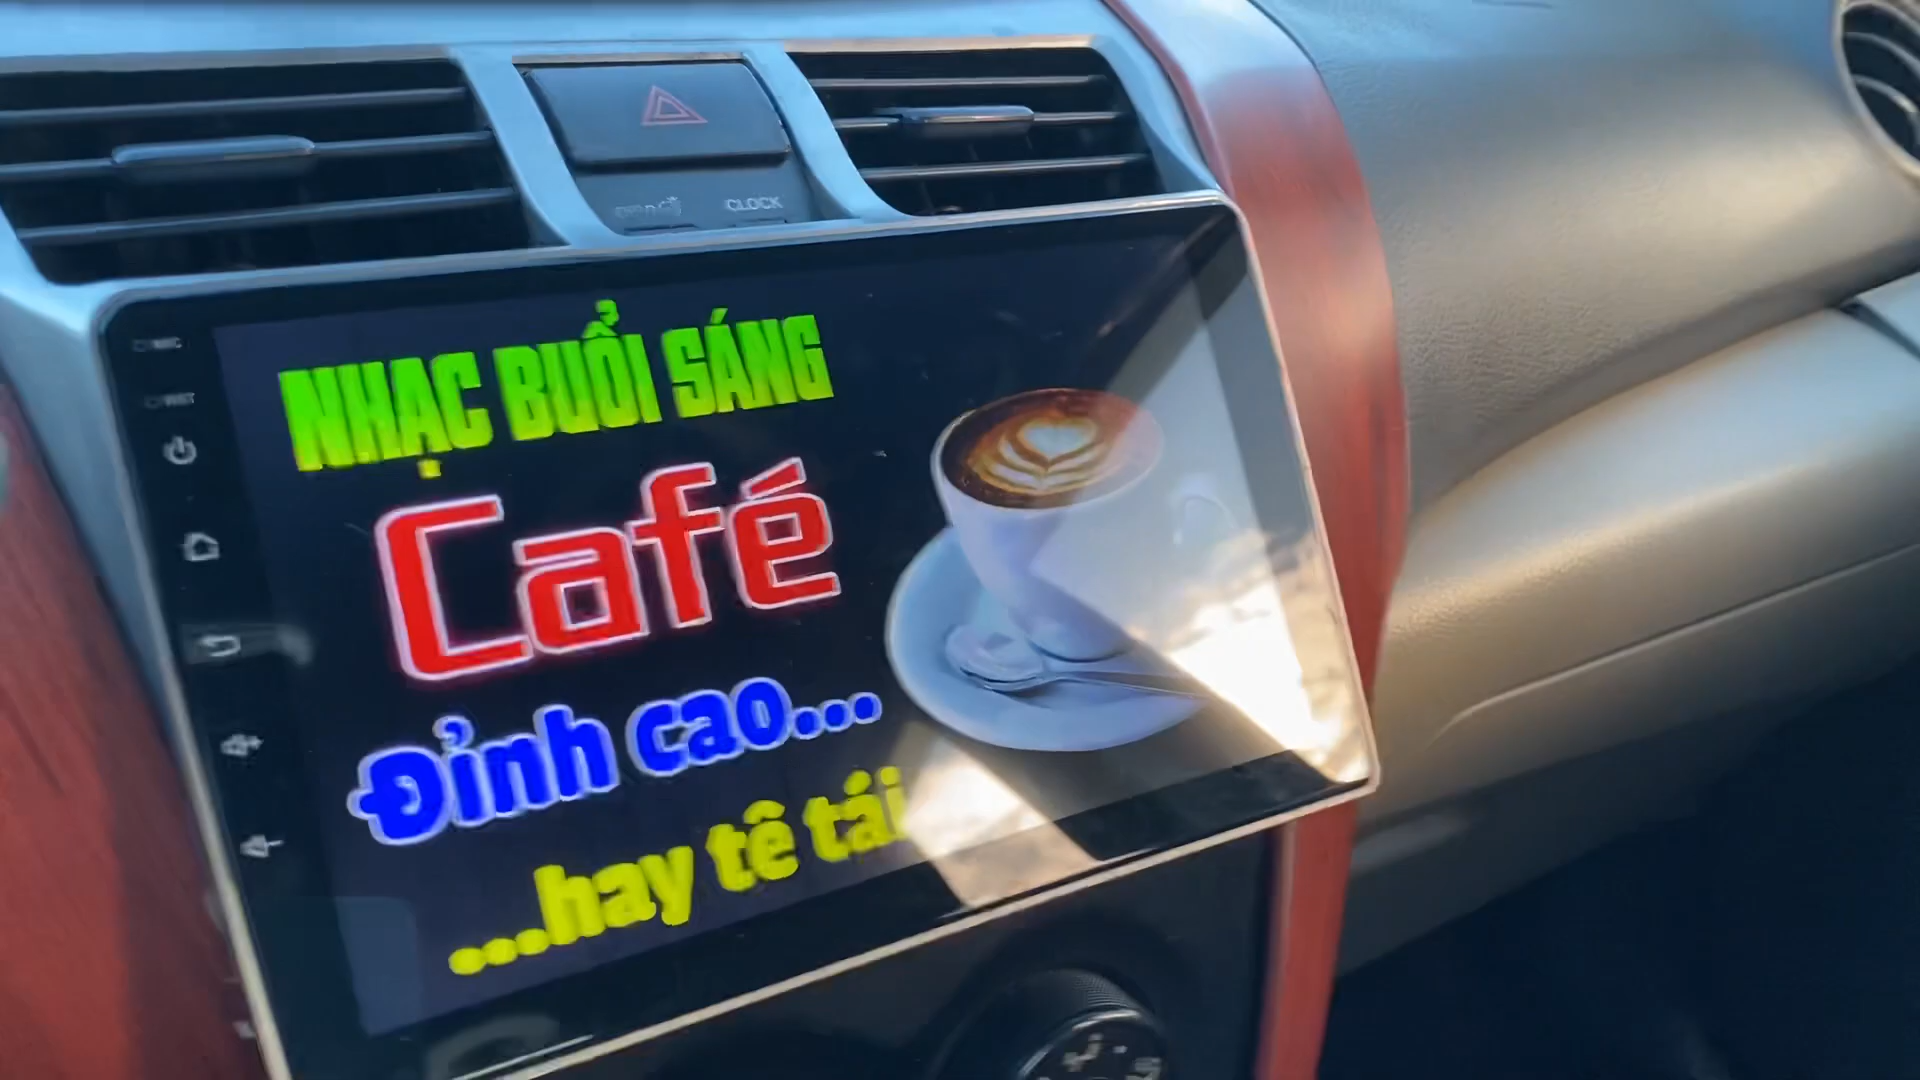 CLOCK
NHẠC BUỔI SÁNG
Café
Đỉnh cao...
...hay tê tái